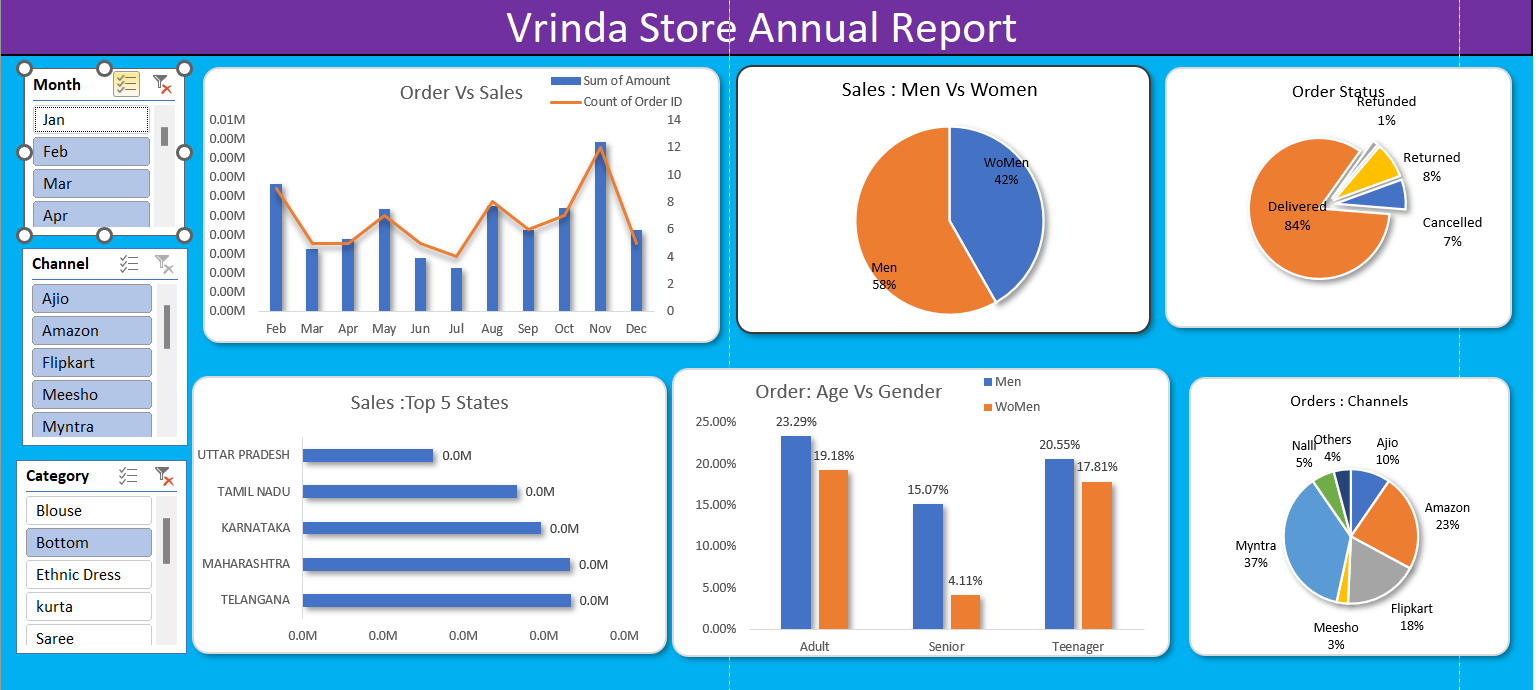 Vrinda Store Annual Report
Month
Jan
Feb
Mar
Apr
Channel
Ajio
Amazon
Flipkart
Meesho
Myntra
Category
Blouse
Bottom
Ethnic Dress
kurta
Saree
Order Vs Sales
Sum of Amount
Count of Order ID
0.01M
0.00M
0.00M
0.00M
0.00M
0.00M
0.00M
0.00M
0.00M
0.00M
0.00M
14
12
10
8
6
4
2
0
Feb Mar Apr May Jun Jul Aug Sep Oct Nov Dec
Sales : Men Vs Women
WoMen
42%
Men
58%
Order Status
Refunded
1%
Returned
8%
Delivered
84%
Cancelled
7%
Sales :Top 5 States
UTTAR PRADESH 0.0M
TAMIL NADU 0.0M
KARNATAKA 0.0M
MAHARASHTRA 0.0M
TELANGANA 0.0M
0.0M 0.0M 0.0M 0.0M 0.0M
Order: Age Vs Gender
Men
WoMen
25.00%
20.00%
15.00%
10.00%
5.00%
0.00%
23.29%
19.18%
15.07%
4.11%
20.55%
17.81%
Adult Senior Teenager
Orders : Channels
Nalli
5%
Others
4%
Ajio
10%
Amazon
23%
Myntra
37%
Flipkart
18%
Meesho
3%